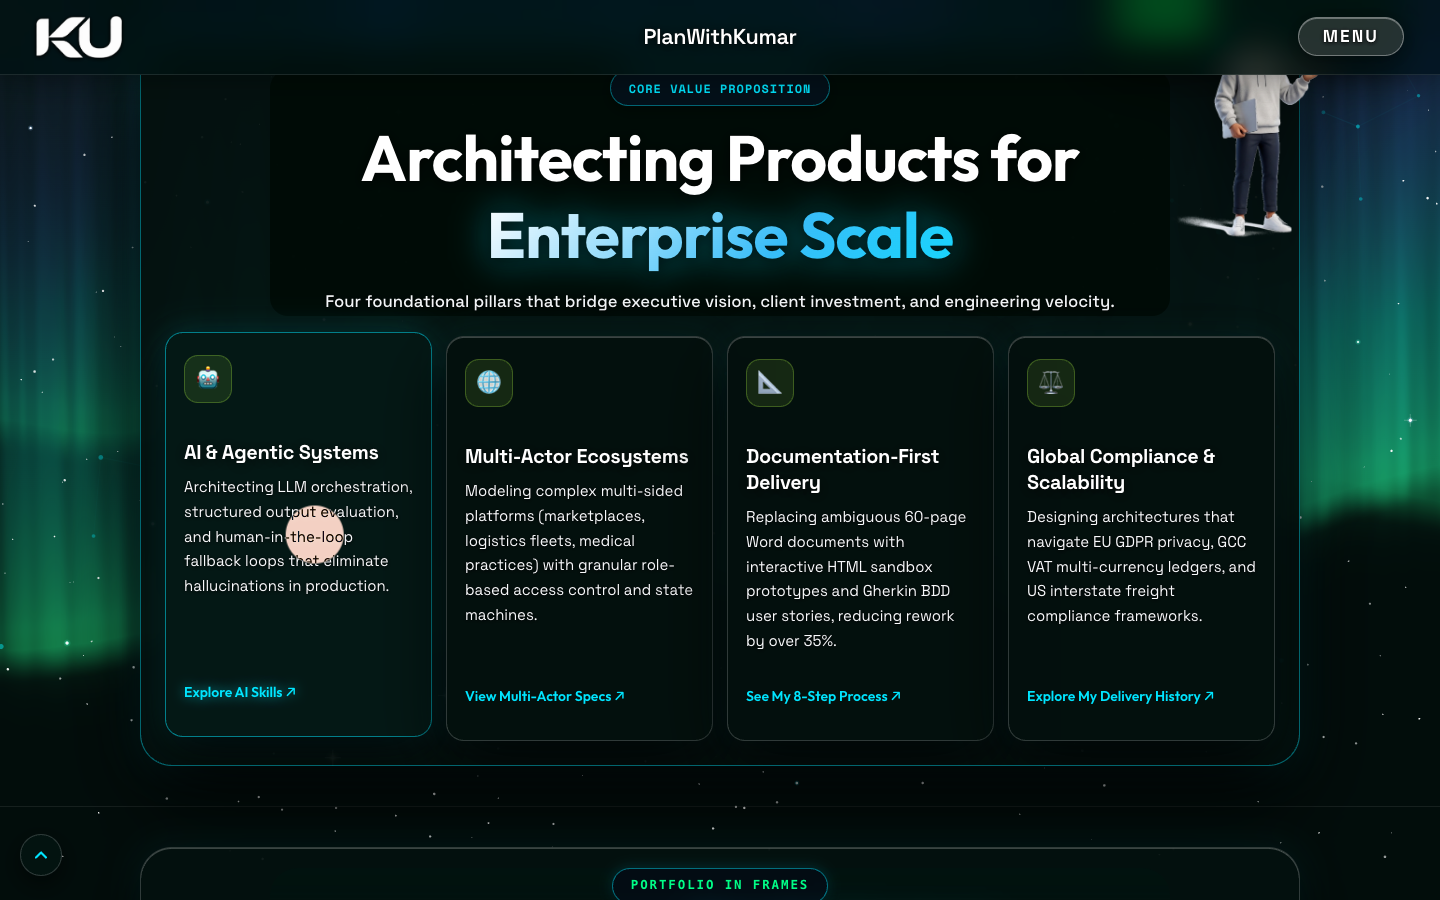 KU
PlanWithKumar
MENU
CORE VALUE PROPOSITION
Architecting Products for
Enterprise Scale
Four foundational pillars that bridge executive vision, client investment, and engineering velocity.
AI & Agentic Systems
Architecting LLM orchestration,
structured output evaluation,
and human-in-the-loop
fallback loops that eliminate
hallucinations in production.
Explore AI Skills ↗
Multi-Actor Ecosystems
Modeling complex multi-sided
platforms (marketplaces,
logistics fleets, medical
practices) with granular role-
based access control and state
machines.
View Multi-Actor Specs ↗
Documentation-First
Delivery
Replacing ambiguous 60-page
Word documents with
interactive HTML sandbox
prototypes and Gherkin BDD
user stories, reducing rework
by over 35%.
See My 8-Step Process ↗
Global Compliance &
Scalability
Designing architectures that
navigate EU GDPR privacy, GCC
VAT multi-currency ledgers, and
US interstate freight
compliance frameworks.
Explore My Delivery History ↗
PORTFOLIO IN FRAMES